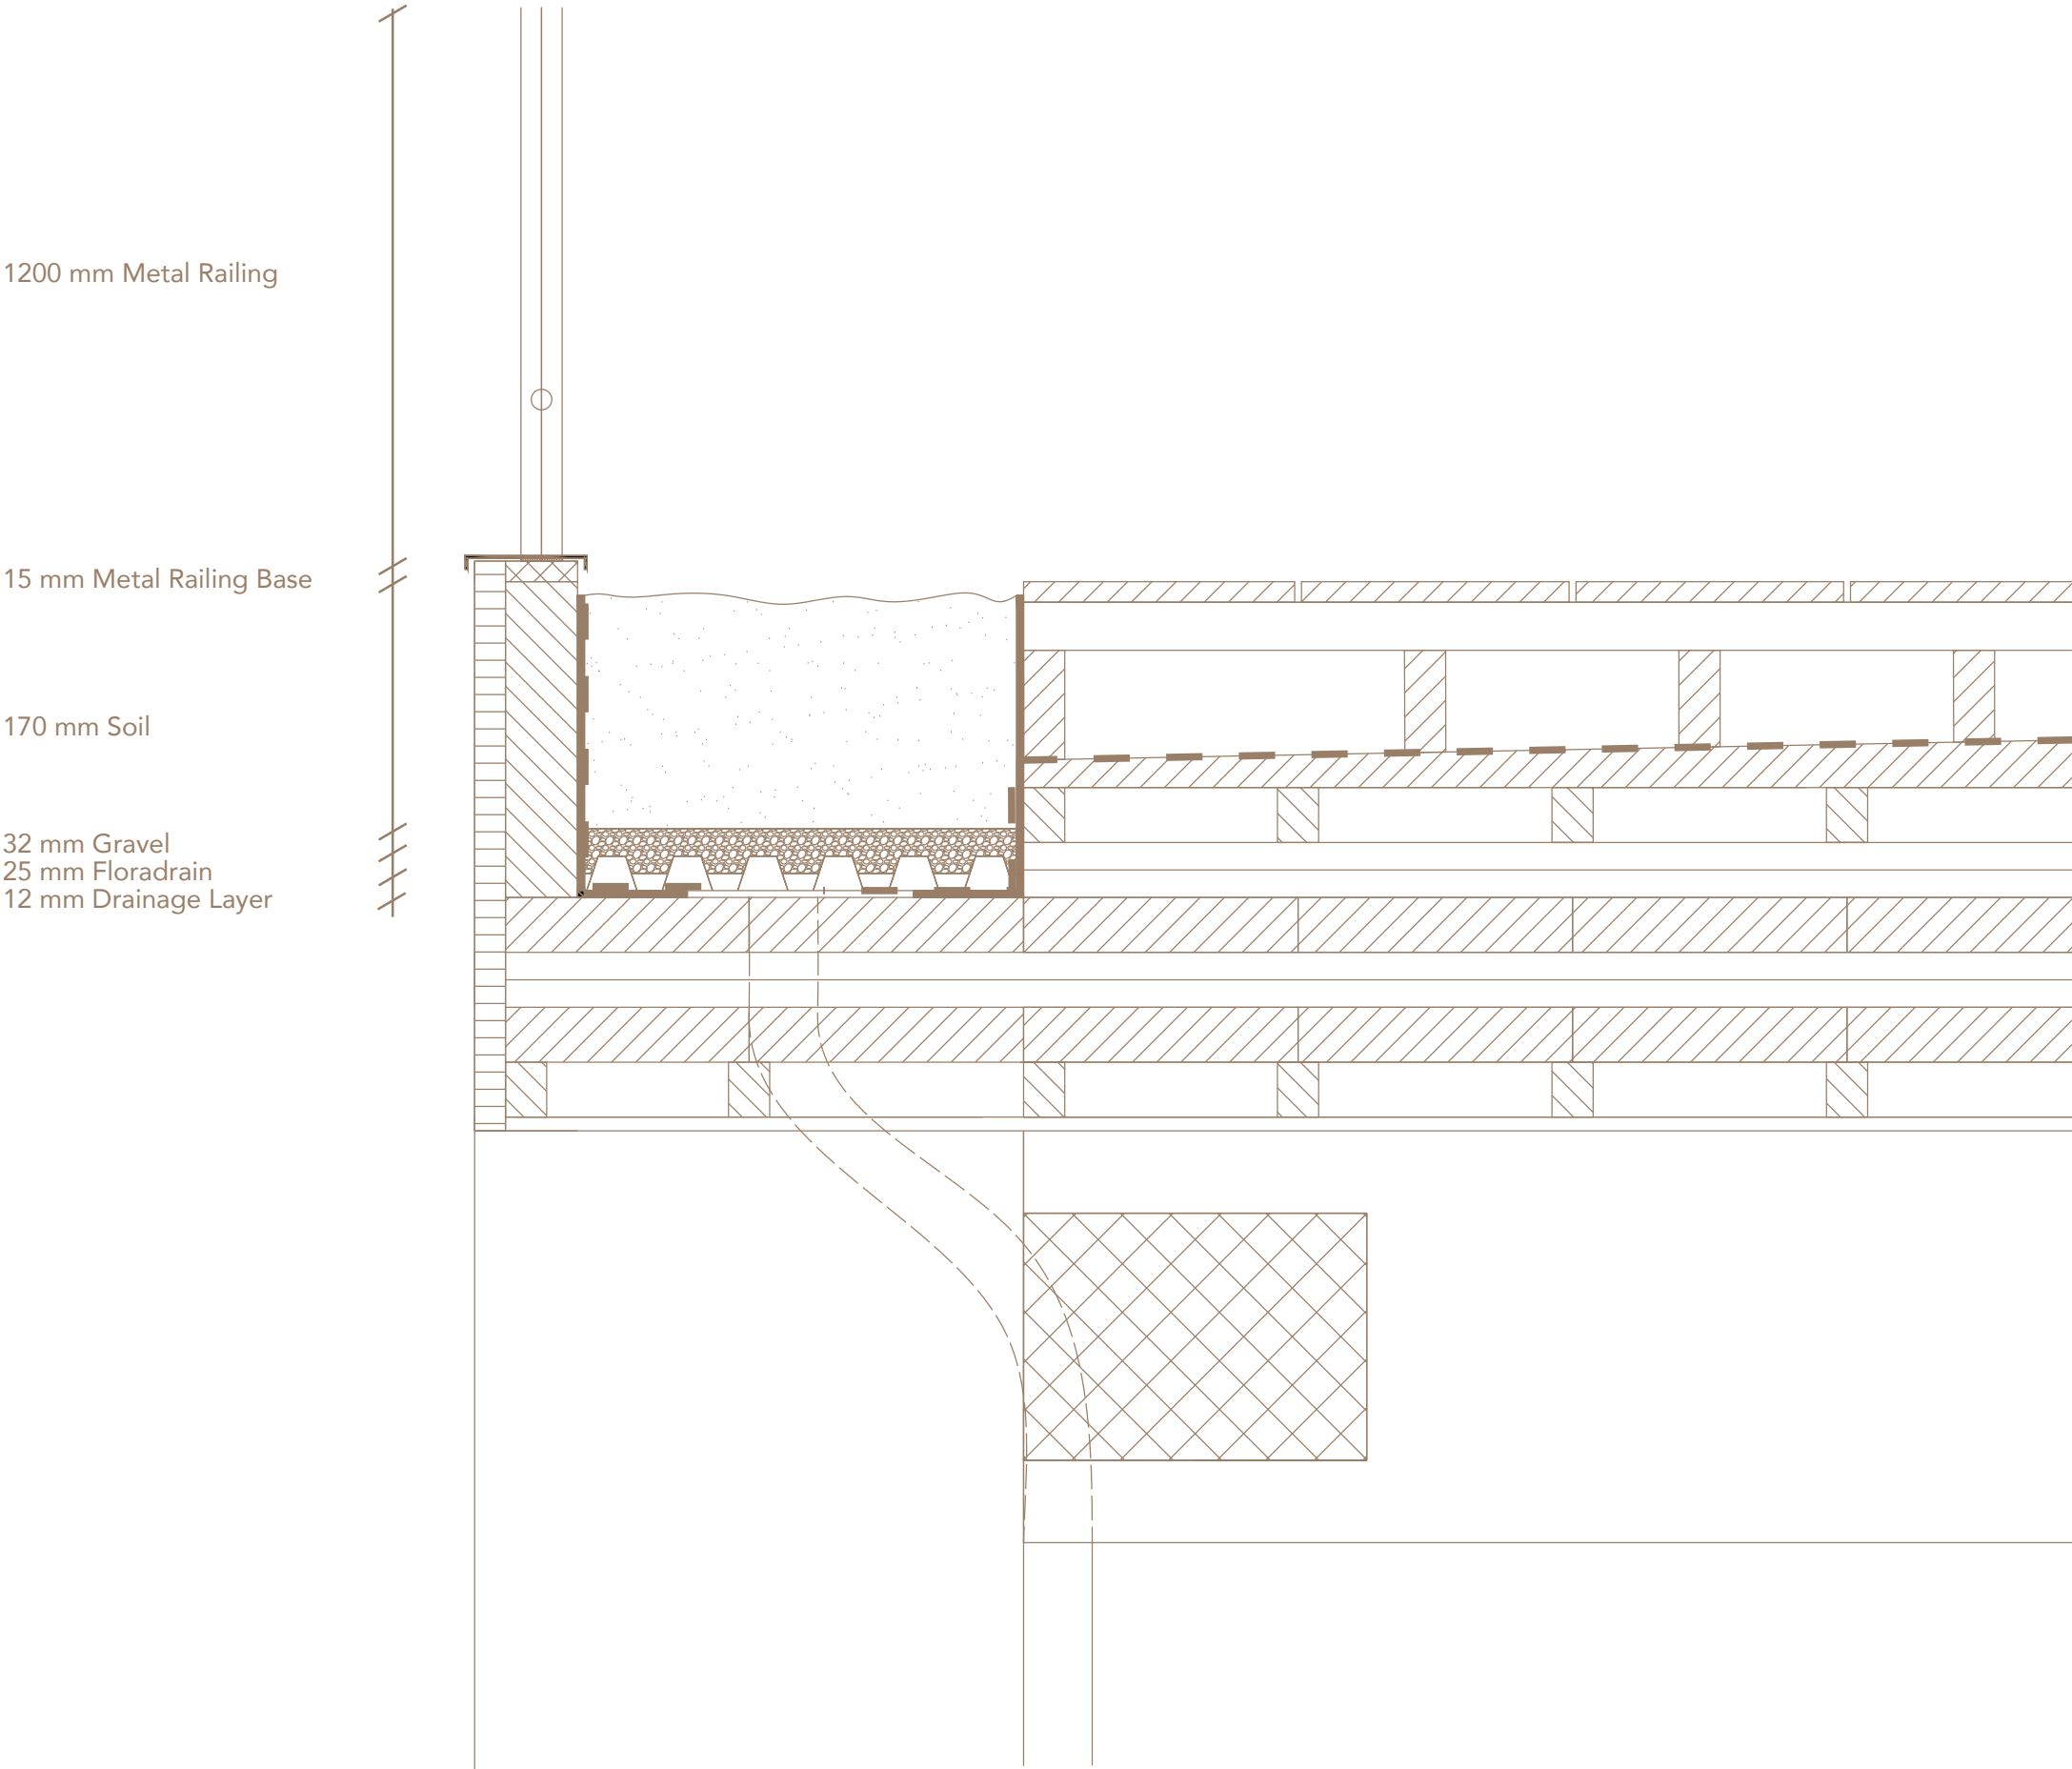 1200 mm Metal Railing
15 mm Metal Railing Base
170 mm Soil
32 mm Gravel
25 mm Floradrain
12 mm Drainage Layer